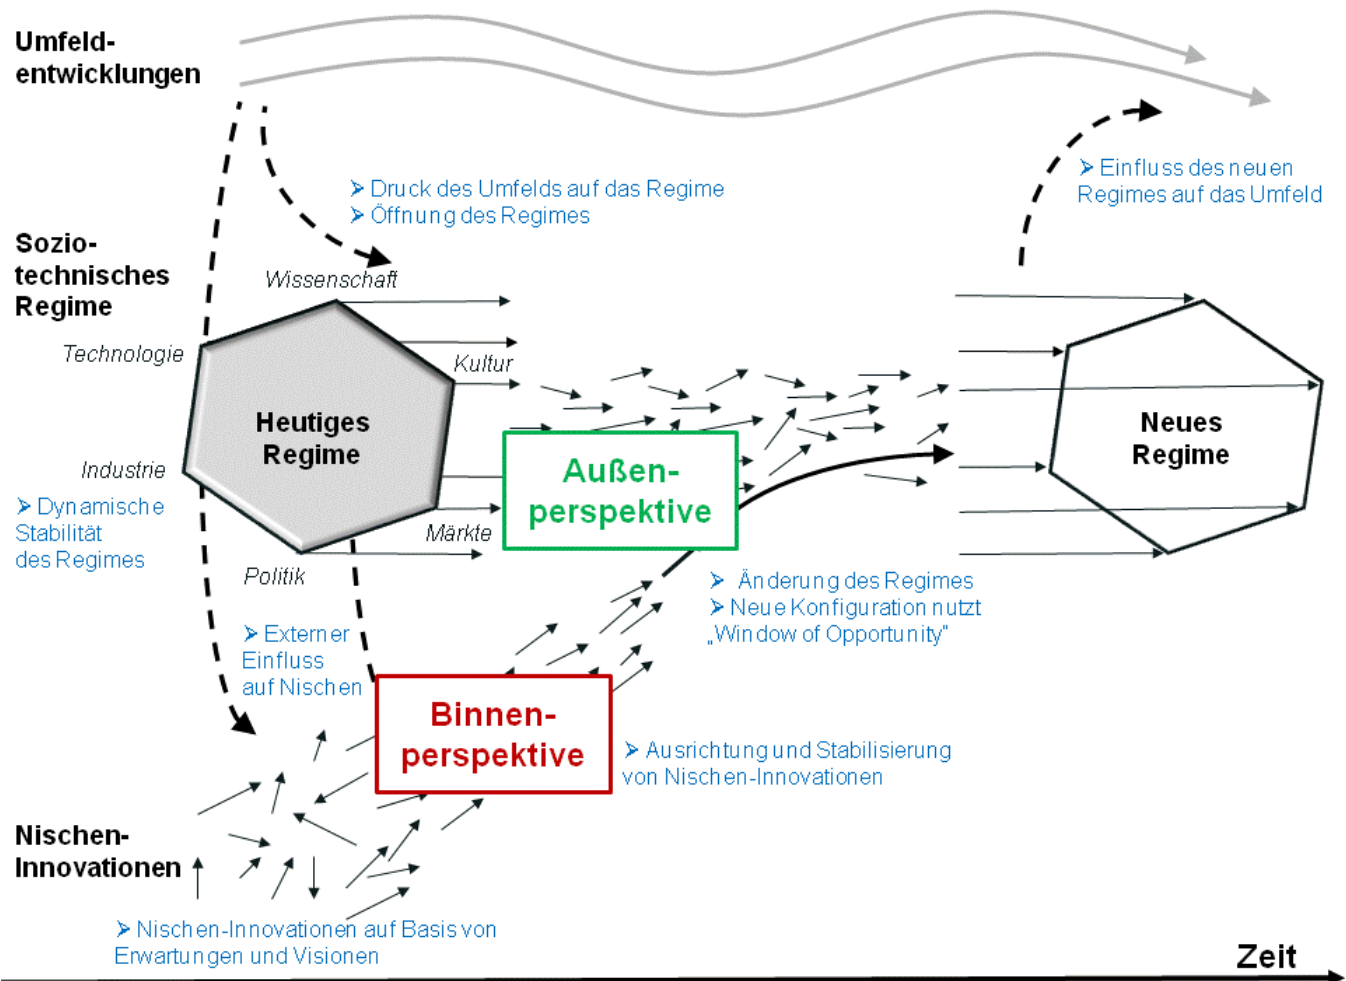 Umfeld-
entwicklungen
➢ Druck des Umfelds auf das Regime
➢ Öffnung des Regimes
➢ Einfluss des neuen
Regimes auf das Umfeld
Sozio-
technisches
Regime
Wissenschaft
Technologie
Kultur
Heutiges
Regime
Neues
Regime
Industrie
➢ Dynamische
Stabilität
des Regimes
Märkte
Politik
Außen-
perspektive
➢ Änderung des Regimes
➢ Neue Konfiguration nutzt
„Window of Opportunity“
➢ Externer
Einfluss
auf Nischen
Binnen-
perspektive
➢ Ausrichtung und Stabilisierung
von Nischen-Innovationen
Nischen-
Innovationen
➢ Nischen-Innovationen auf Basis von
Erwartungen und Visionen
Zeit